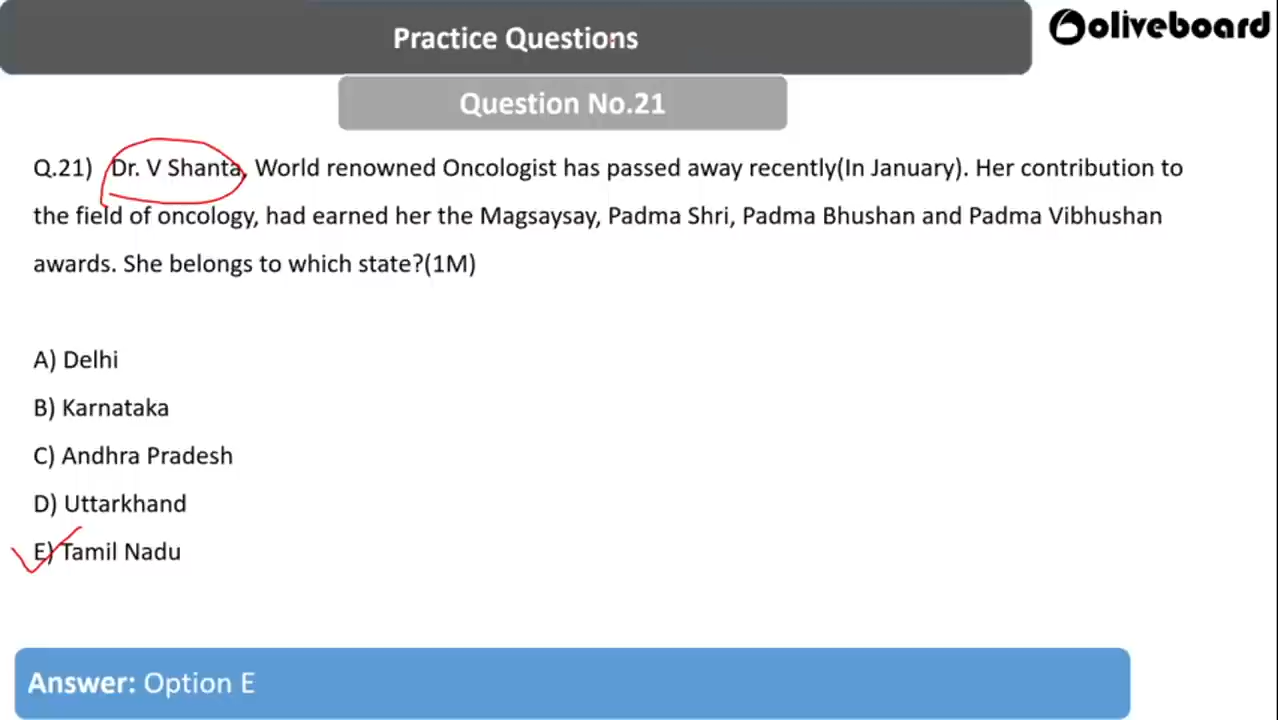 Practice Questions
oliveboard
Question No.21
Q.21) Dr. V Shanta, World renowned Oncologist has passed away recently(In January). Her contribution to
the field of oncology, had earned her the Magsaysay, Padma Shri, Padma Bhushan and Padma Vibhushan
awards. She belongs to which state?(1M)
A) Delhi
B) Karnataka
C) Andhra Pradesh
D) Uttarkhand
E) Tamil Nadu
Answer: Option E